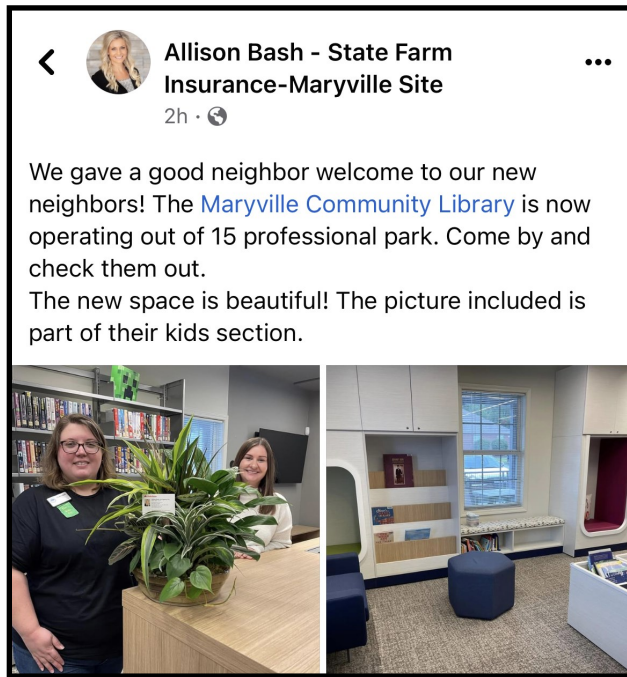 Allison Bash - State Farm
Insurance-Maryville Site
2h ·
We gave a good neighbor welcome to our new
neighbors! The Maryville Community Library is now
operating out of 15 professional park. Come by and
check them out.
The new space is beautiful! The picture included is
part of their kids section.